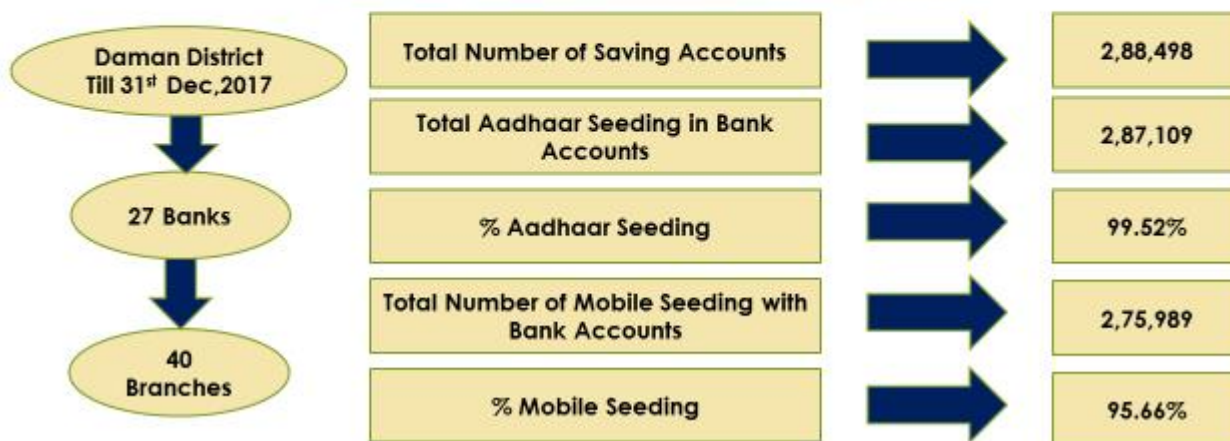 Daman District
Till 31st Dec,2017
27 Banks
40
Branches
Total Number of Saving Accounts
2,88,498
Total Aadhaar Seeding in Bank
Accounts
2,87,109
% Aadhaar Seeding
99.52%
Total Number of Mobile Seeding with
Bank Accounts
2,75,989
% Mobile Seeding
95.66%